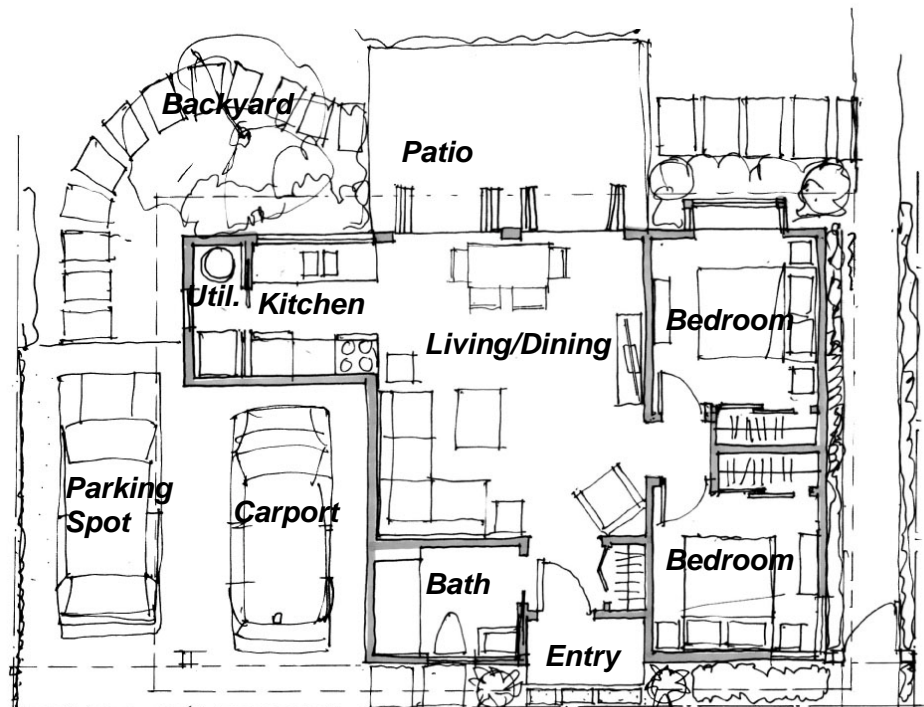 Backyard
Patio
Util.
Kitchen
Living/Dining
Bedroom
Parking
Spot
Carport
Bath
Bedroom
Entry